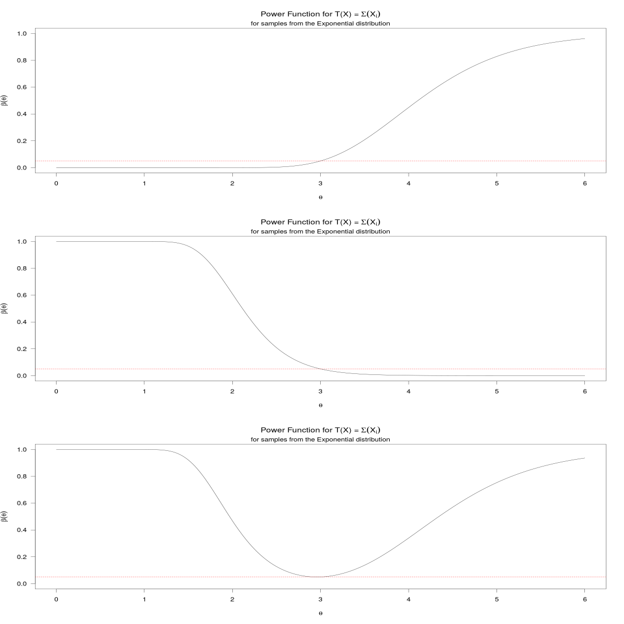 Power Function for T(X) = Σ(Xᵢ)
for samples from the Exponential distribution
1.0
0.8
0.6
0.4
0.2
0.0
β(θ)
0 1 2 3 4 5 6
θ
Power Function for T(X) = Σ(Xᵢ)
for samples from the Exponential distribution
1.0
0.8
0.6
0.4
0.2
0.0
β(θ)
0 1 2 3 4 5 6
θ
Power Function for T(X) = Σ(Xᵢ)
for samples from the Exponential distribution
1.0
0.8
0.6
0.4
0.2
0.0
β(θ)
0 1 2 3 4 5 6
θ